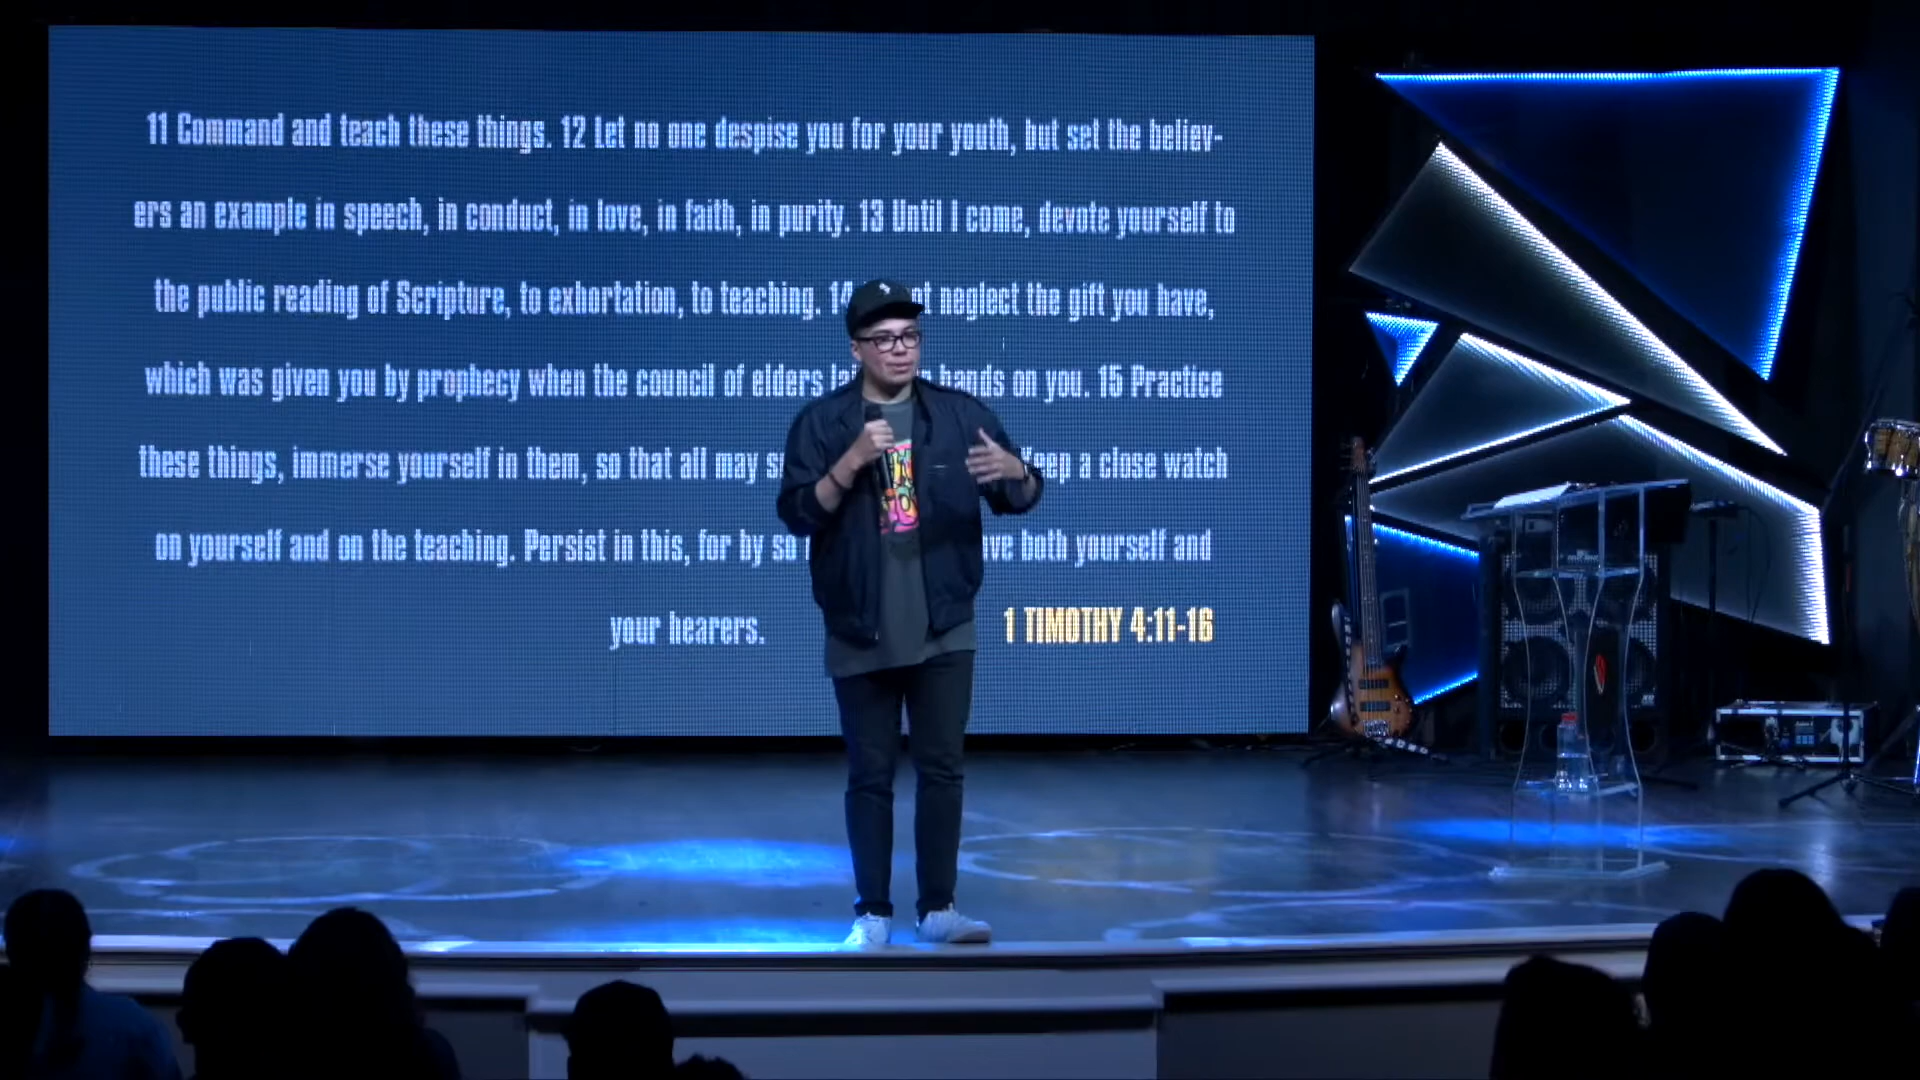 11 Command and teach these things. 12 Let no one despise you for your youth, but set the believ-
ers an example in speech, in conduct, in love, in faith, in purity. 13 Until I come, devote yourself to
the public reading of Scripture, to exhortation, to teaching. 14 neglect the gift you have,
which was given you by prophecy when the council of elders hands on you. 15 Practice
these things, immerse yourself in them, so that all may Keep a close watch
on yourself and on the teaching. Persist in this, for by so both yourself and
your hearers.
1 TIMOTHY 4:11-16